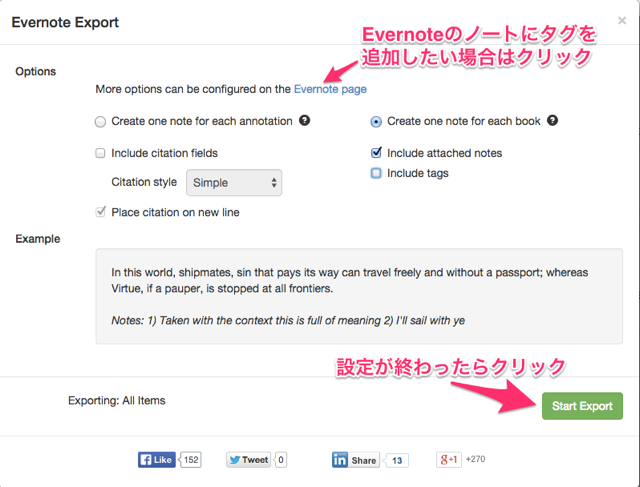 Evernote Export
×
Evernoteのノートにタグを
追加したい場合はクリック
Options
More options can be configured on the Evernote page
Create one note for each annotation ?
Create one note for each book ?
Include citation fields
Include attached notes
Citation style Simple
Include tags
Place citation on new line
Example
In this world, shipmates, sin that pays its way can travel freely and without a passport; whereas
Virtue, if a pauper, is stopped at all frontiers.
Notes: 1) Taken with the context this is full of meaning 2) I'll sail with ye
設定が終わったらクリック
Exporting: All Items
Start Export
f Like 152
Tweet 0
in Share 13
g+1 +270